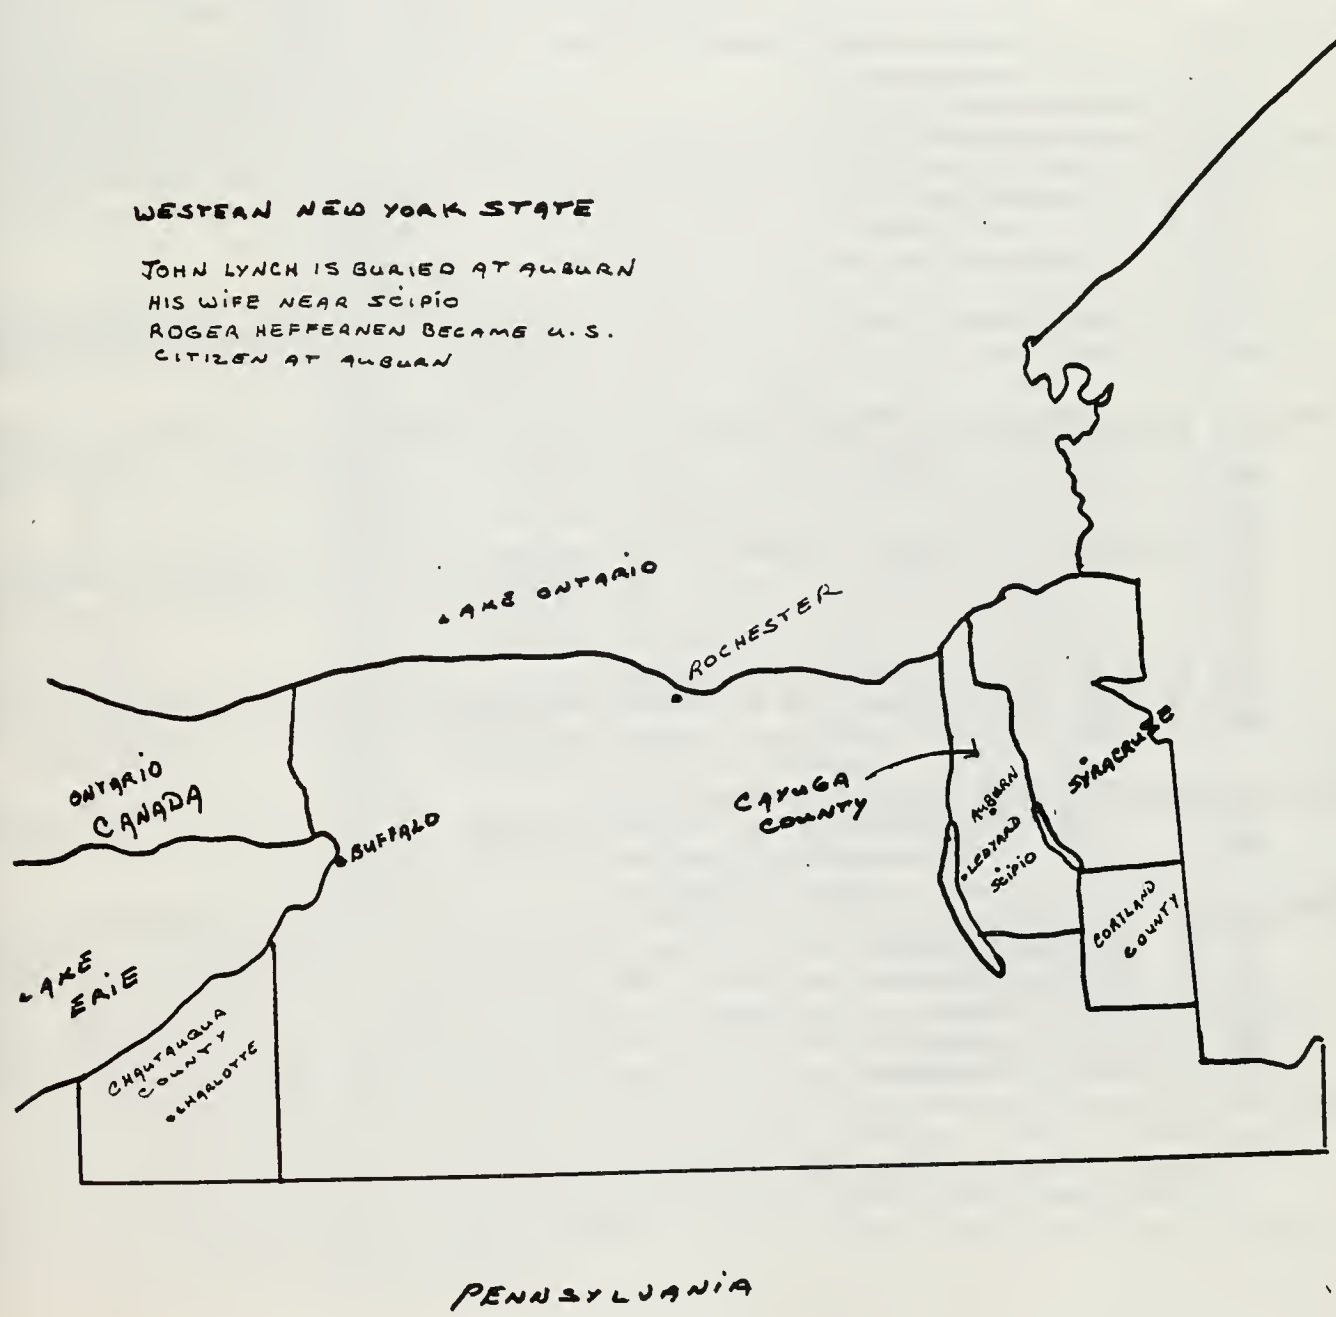 WESTERN NEW YORK STATE
JOHN LYNCH IS BURIED AT AUBURN
HIS WIFE NEAR SCIPIO
ROGER HEFFERNEN BECAME U.S.
CITIZEN AT AUBURN
LAKE ONTARIO
ROCHESTER
ONTARIO
CANADA
BUFFALO
CAYUGA
COUNTY
SYRACRUSE
AUBURN
LEDYARD
SCIPIO
CORTLAND
COUNTY
LAKE
ERIE
CHAUTAUQUA
COUNTY
CHARLOTTE
PENNSYLVANIA